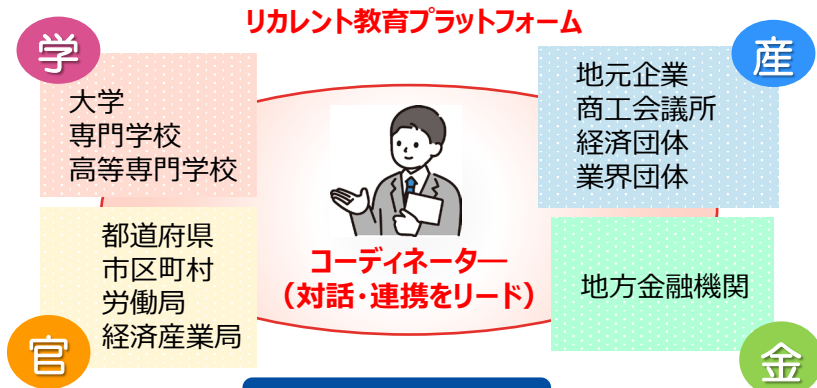 リカレント教育プラットフォーム
学
大学
専門学校
高等専門学校
産
地元企業
商工会議所
経済団体
業界団体
コーディネーター
（対話・連携をリード）
官
都道府県
市区町村
労働局
経済産業局
金
地方金融機関